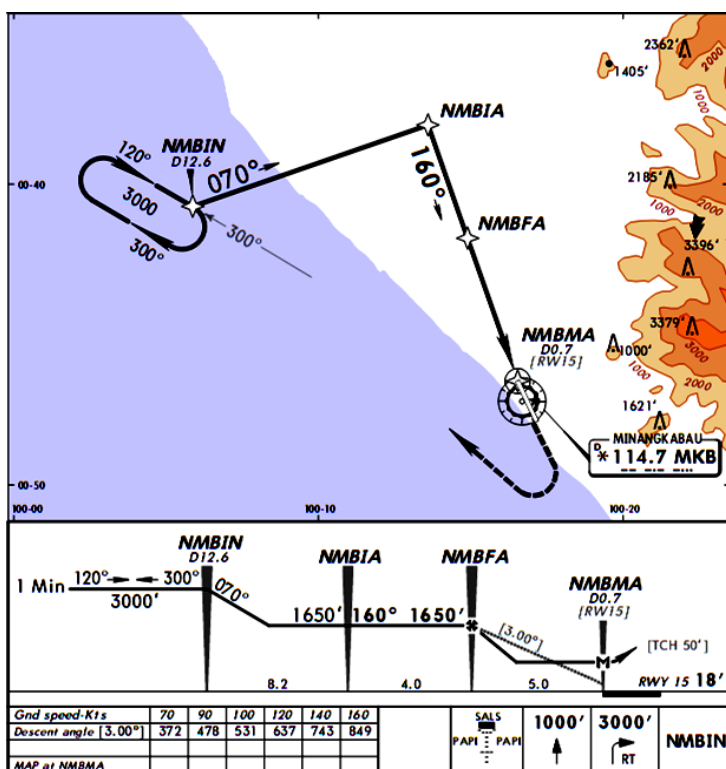 2362'
2000
1405'
1000
NMBIA
NMBIN
D12.6
120°
070°
160°
2185'
1000
2000
00-40
3000
300°
300°
NMBFA
3396'
NMBMA
D0.7
[RW15]
3379'
1000'
3000
1000
2000
1621'
MINANGKABAU
D
* 114.7 MKB
00-50
100-00
100-10
100-20
NMBIN
D12.6
NMBIA
NMBFA
NMBMA
D0.7
[RW15]
1 Min
120°
300°
070°
3000'
1650'
160°
1650'
[3.00°]
M
[TCH 50']
RWY 15 18'
8.2
4.0
5.0
Gnd speed-Kts 70 90 100 120 140 160
Descent angle [3.00°] 372 478 531 637 743 849
MAP at NMBMA
SALS
PAPI PAPI
1000'
3000'
RT
NMBIN